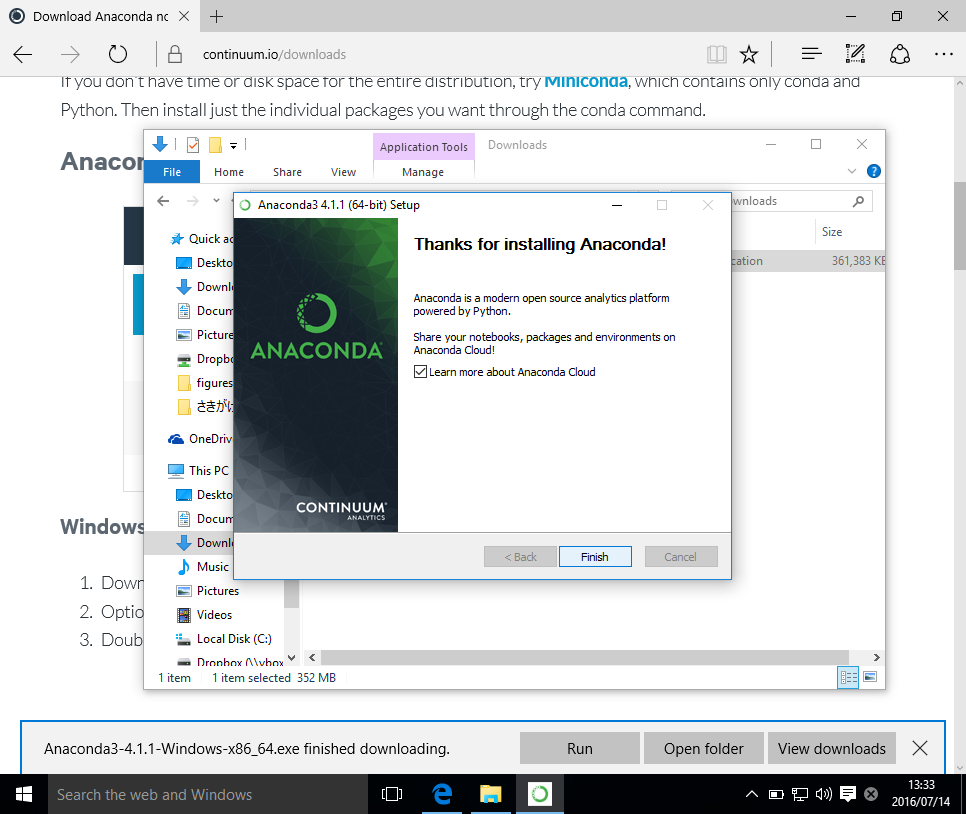 Download Anaconda no
continuum.io/downloads
If you don't have time or disk space for the entire distribution, try Miniconda, which contains only conda and
Python. Then install just the individual packages you want through the conda command.
Anacon
Application Tools
Downloads
File
Home
Share
View
Manage
wnloads
Size
cation
361,383 KB
Quick ac
Deskto
Downl
Docum
Picture
Dropbo
figures
さきがけ
OneDriv
This PC
Deskto
Docum
Downl
Music
Pictures
Videos
Local Disk (C:)
Dropbox (\\vbox
1 item
1 item selected 352 MB
Anaconda3 4.1.1 (64-bit) Setup
ANACONDA
CONTINUUM
ANALYTICS
Thanks for installing Anaconda!
Anaconda is a modern open source analytics platform
powered by Python.
Share your notebooks, packages and environments on
Anaconda Cloud!
Learn more about Anaconda Cloud
< Back
Finish
Cancel
Windows
1. Down
2. Optio
3. Doub
Anaconda3-4.1.1-Windows-x86_64.exe finished downloading.
Run
Open folder
View downloads
Search the web and Windows
13:33
2016/07/14